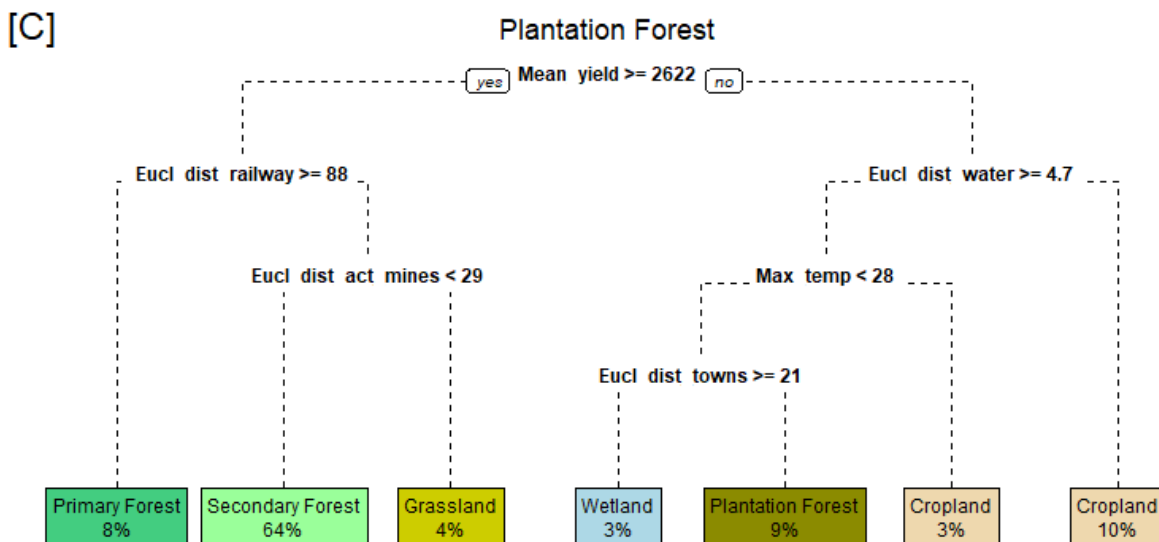 [C]
Plantation Forest
yes Mean yield >= 2622 no
Eucl dist railway >= 88
Eucl dist water >= 4.7
Eucl dist act mines < 29
Max temp < 28
Eucl dist towns >= 21
Primary Forest
8%
Secondary Forest
64%
Grassland
4%
Wetland
3%
Plantation Forest
9%
Cropland
3%
Cropland
10%